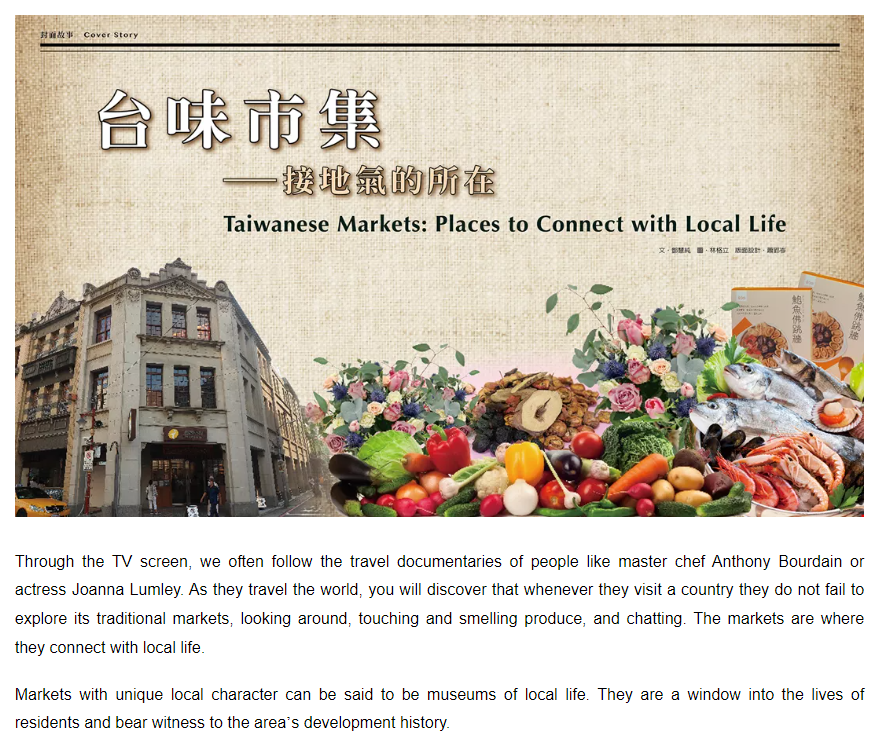 封面故事 Cover Story
台味市集
——接地氣的所在
Taiwanese Markets: Places to Connect with Local Life
文・鄧慧純 圖・林格立 版面設計・
鮑魚佛跳牆
鮑魚佛跳牆
Through the TV screen, we often follow the travel documentaries of people like master chef Anthony Bourdain or
actress Joanna Lumley. As they travel the world, you will discover that whenever they visit a country they do not fail to
explore its traditional markets, looking around, touching and smelling produce, and chatting. The markets are where
they connect with local life.
Markets with unique local character can be said to be museums of local life. They are a window into the lives of
residents and bear witness to the area’s development history.